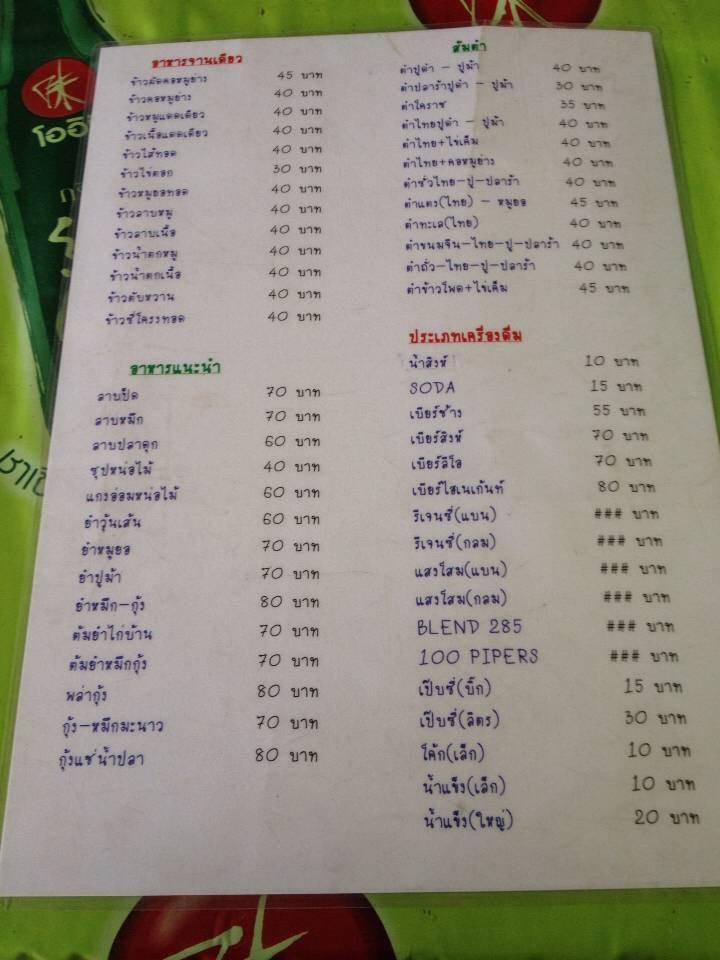 อาหารจานเดียว
ข้าวผัดคอหมูย่าง 45 บาท
ข้าวคอหมูย่าง 40 บาท
ข้าวหมูแดดเดียว 40 บาท
ข้าวเนื้อแดดเดียว 40 บาท
ข้าวไส้ทอด 40 บาท
ข้าวไข่ดอก 30 บาท
ข้าวหมูยอทอด 40 บาท
ข้าวลาบหมู 40 บาท
ข้าวลาบเนื้อ 40 บาท
ข้าวน้ำตกหมู 40 บาท
ข้าวน้ำตกเนื้อ 40 บาท
ข้าวตับหวาน 40 บาท
ข้าวซี่โครงทอด 40 บาท
อาหารแนะนำ
ลาบเป็ด 70 บาท
ลาบหมึก 70 บาท
ลาบปลาดุก 60 บาท
ซุปหน่อไม้ 40 บาท
แกงอ่อมหน่อไม้ 60 บาท
ยำวุ้นเส้น 60 บาท
ยำหมูยอ 70 บาท
ยำปูม้า 70 บาท
ยำหมึก-กุ้ง 80 บาท
ต้มยำไก่บ้าน 70 บาท
ต้มยำหมึกกุ้ง 70 บาท
พล่ากุ้ง 80 บาท
กุ้ง-หมึกมะนาว 70 บาท
กุ้งแช่น้ำปลา 80 บาท
ส้มตำ
ตำปูดำ - ปูม้า 40 บาท
ตำปลาร้าปูดำ - ปูม้า 30 บาท
ตำโคราช 35 บาท
ตำไทยปูดำ - ปูม้า 40 บาท
ตำไทย+ไข่เค็ม 40 บาท
ตำไทย+คอหมูย่าง 40 บาท
ตำซั่วไทย-ปู-ปลาร้า 40 บาท
ตำแตง(ไทย) - หมูยอ 45 บาท
ตำทะเล(ไทย) 40 บาท
ตำขนมจีน-ไทย-ปู-ปลาร้า 40 บาท
ตำถั่ว-ไทย-ปู-ปลาร้า 40 บาท
ตำข้าวโพด+ไข่เค็ม 45 บาท
ประเภทเครื่องดื่ม
น้ำสิงห์ 10 บาท
SODA 15 บาท
เบียร์ช้าง 55 บาท
เบียร์สิงห์ 70 บาท
เบียร์ลีโอ 70 บาท
เบียร์ไฮเนเก้นท์ 80 บาท
รีเจนซี่(แบน) ### บาท
รีเจนซี่(กลม) ### บาท
แสงโสม(แบน) ### บาท
แสงโสม(กลม) ### บาท
BLEND 285 ### บาท
100 PIPERS ### บาท
เป๊บซี่(บิ๊ก) 15 บาท
เป๊บซี่(ลิตร) 30 บาท
โค้ก(เล็ก) 10 บาท
น้ำแข็ง(เล็ก) 10 บาท
น้ำแข็ง(ใหญ่) 20 บาท